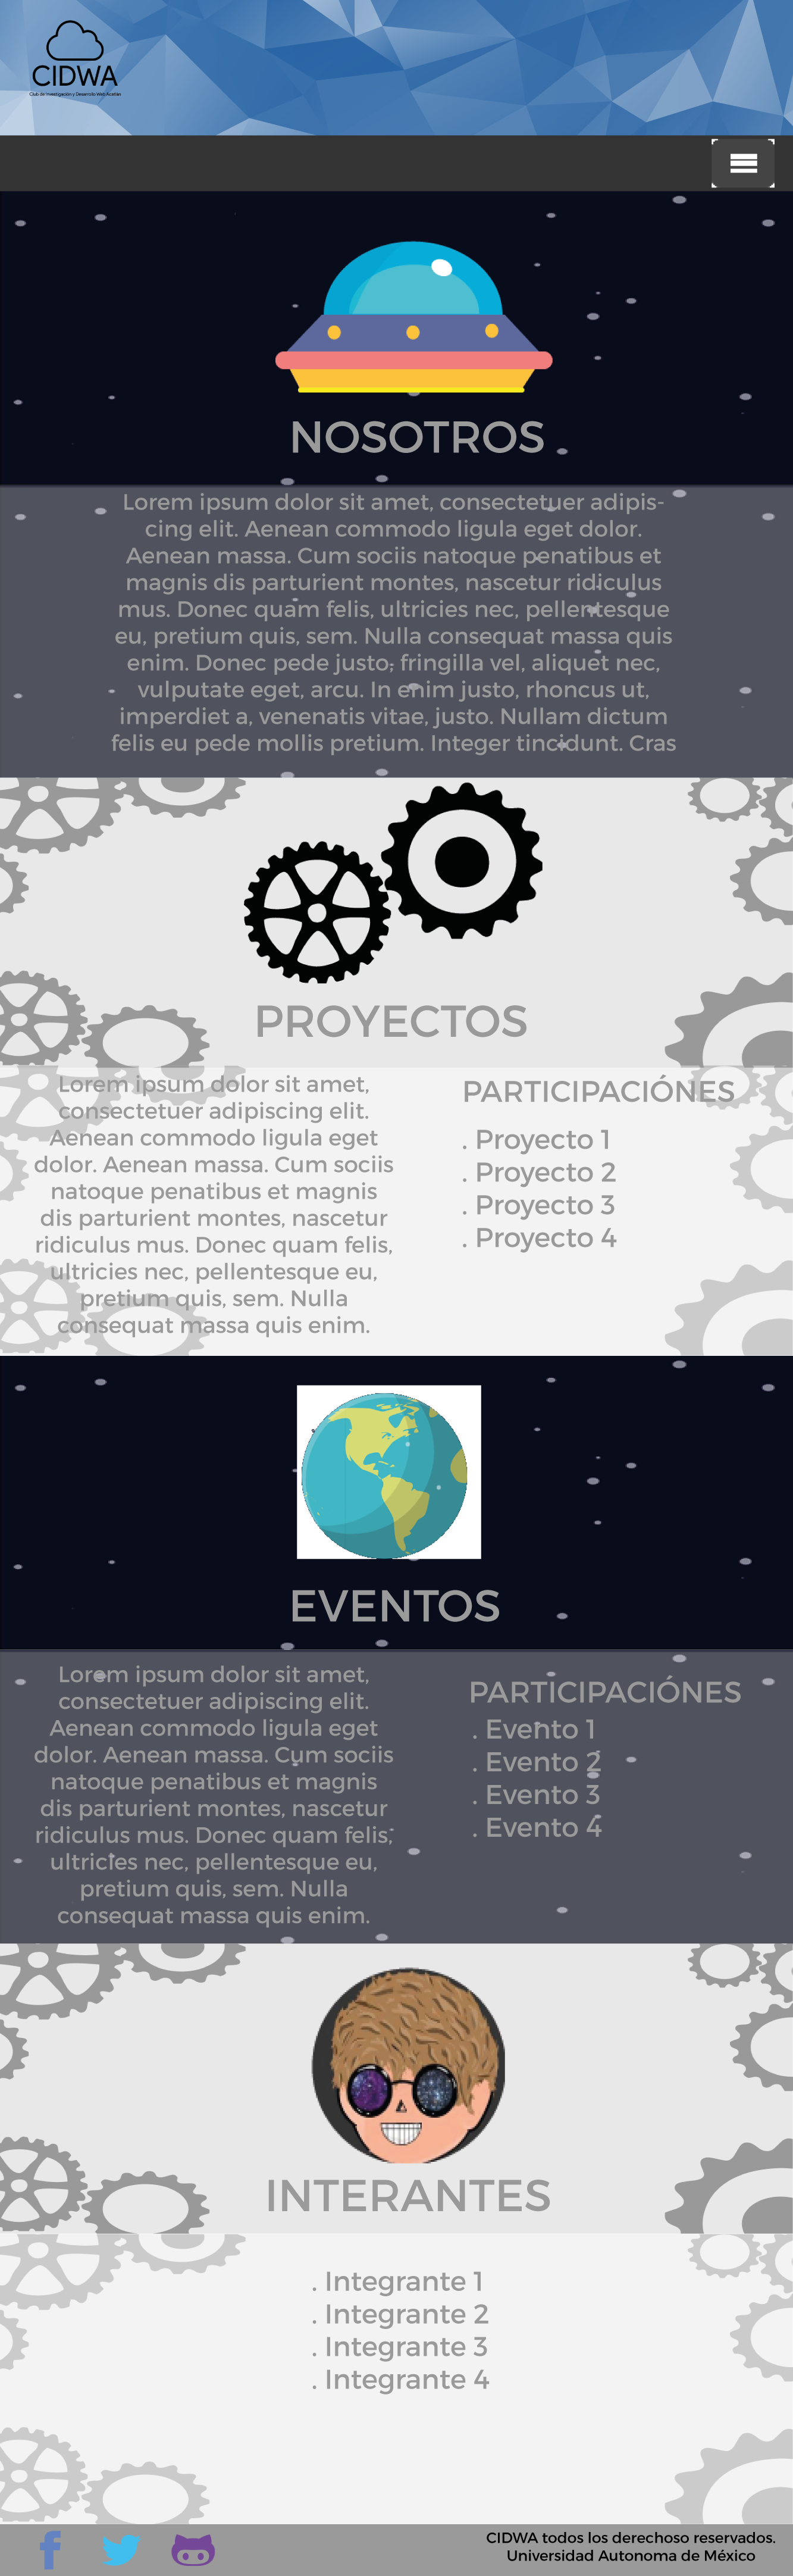 CIDWA
Club de Investigación y Desarrollo Web Acatlán
NOSOTROS
Lorem ipsum dolor sit amet, consectetuer adipis-
cing elit. Aenean commodo ligula eget dolor.
Aenean massa. Cum sociis natoque penatibus et
magnis dis parturient montes, nascetur ridiculus
mus. Donec quam felis, ultricies nec, pellentesque
eu, pretium quis, sem. Nulla consequat massa quis
enim. Donec pede justo, fringilla vel, aliquet nec,
vulputate eget, arcu. In enim justo, rhoncus ut,
imperdiet a, venenatis vitae, justo. Nullam dictum
felis eu pede mollis pretium. Integer tincidunt. Cras
PROYECTOS
Lorem ipsum dolor sit amet,
consectetuer adipiscing elit.
Aenean commodo ligula eget
dolor. Aenean massa. Cum sociis
natoque penatibus et magnis
dis parturient montes, nascetur
ridiculus mus. Donec quam felis,
ultricies nec, pellentesque eu,
pretium quis, sem. Nulla
consequat massa quis enim.
PARTICIPACIÓNES
. Proyecto 1
. Proyecto 2
. Proyecto 3
. Proyecto 4
EVENTOS
Lorem ipsum dolor sit amet,
consectetuer adipiscing elit.
Aenean commodo ligula eget
dolor. Aenean massa. Cum sociis
natoque penatibus et magnis
dis parturient montes, nascetur
ridiculus mus. Donec quam felis,
ultricies nec, pellentesque eu,
pretium quis, sem. Nulla
consequat massa quis enim.
PARTICIPACIÓNES
. Evento 1
. Evento 2
. Evento 3
. Evento 4
INTERANTES
. Integrante 1
. Integrante 2
. Integrante 3
. Integrante 4
CIDWA todos los derechoso reservados.
Universidad Autonoma de México